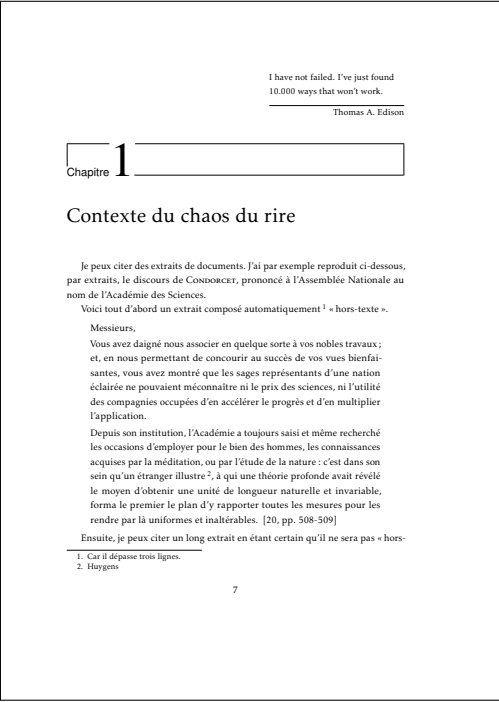 I have not failed. I've just found
10.000 ways that won't work.
Thomas A. Edison
Chapitre 1
Contexte du chaos du rire
Je peux citer des extraits de documents. J'ai par exemple reproduit ci-dessous,
par extraits, le discours de Condorcet, prononcé à l'Assemblée Nationale au
nom de l'Académie des Sciences.
Voici tout d'abord un extrait composé automatiquement 1 « hors-texte ».
Messieurs,
Vous avez daigné nous associer en quelque sorte à vos nobles travaux ;
et, en nous permettant de concourir au succès de vos vues bienfai-
santes, vous avez montré que les sages représentants d'une nation
éclairée ne pouvaient méconnaître ni le prix des sciences, ni l'utilité
des compagnies occupées d'en accélérer le progrès et d'en multiplier
l'application.
Depuis son institution, l'Académie a toujours saisi et même recherché
les occasions d'employer pour le bien des hommes, les connaissances
acquises par la méditation, ou par l'étude de la nature : c'est dans son
sein qu'un étranger illustre 2, à qui une théorie profonde avait révélé
le moyen d'obtenir une unité de longueur naturelle et invariable,
forma le premier le plan d'y rapporter toutes les mesures pour les
rendre par là uniformes et inaltérables. [20, pp. 508-509]
Ensuite, je peux citer un long extrait en étant certain qu'il ne sera pas « hors-
1. Car il dépasse trois lignes.
2. Huygens
7